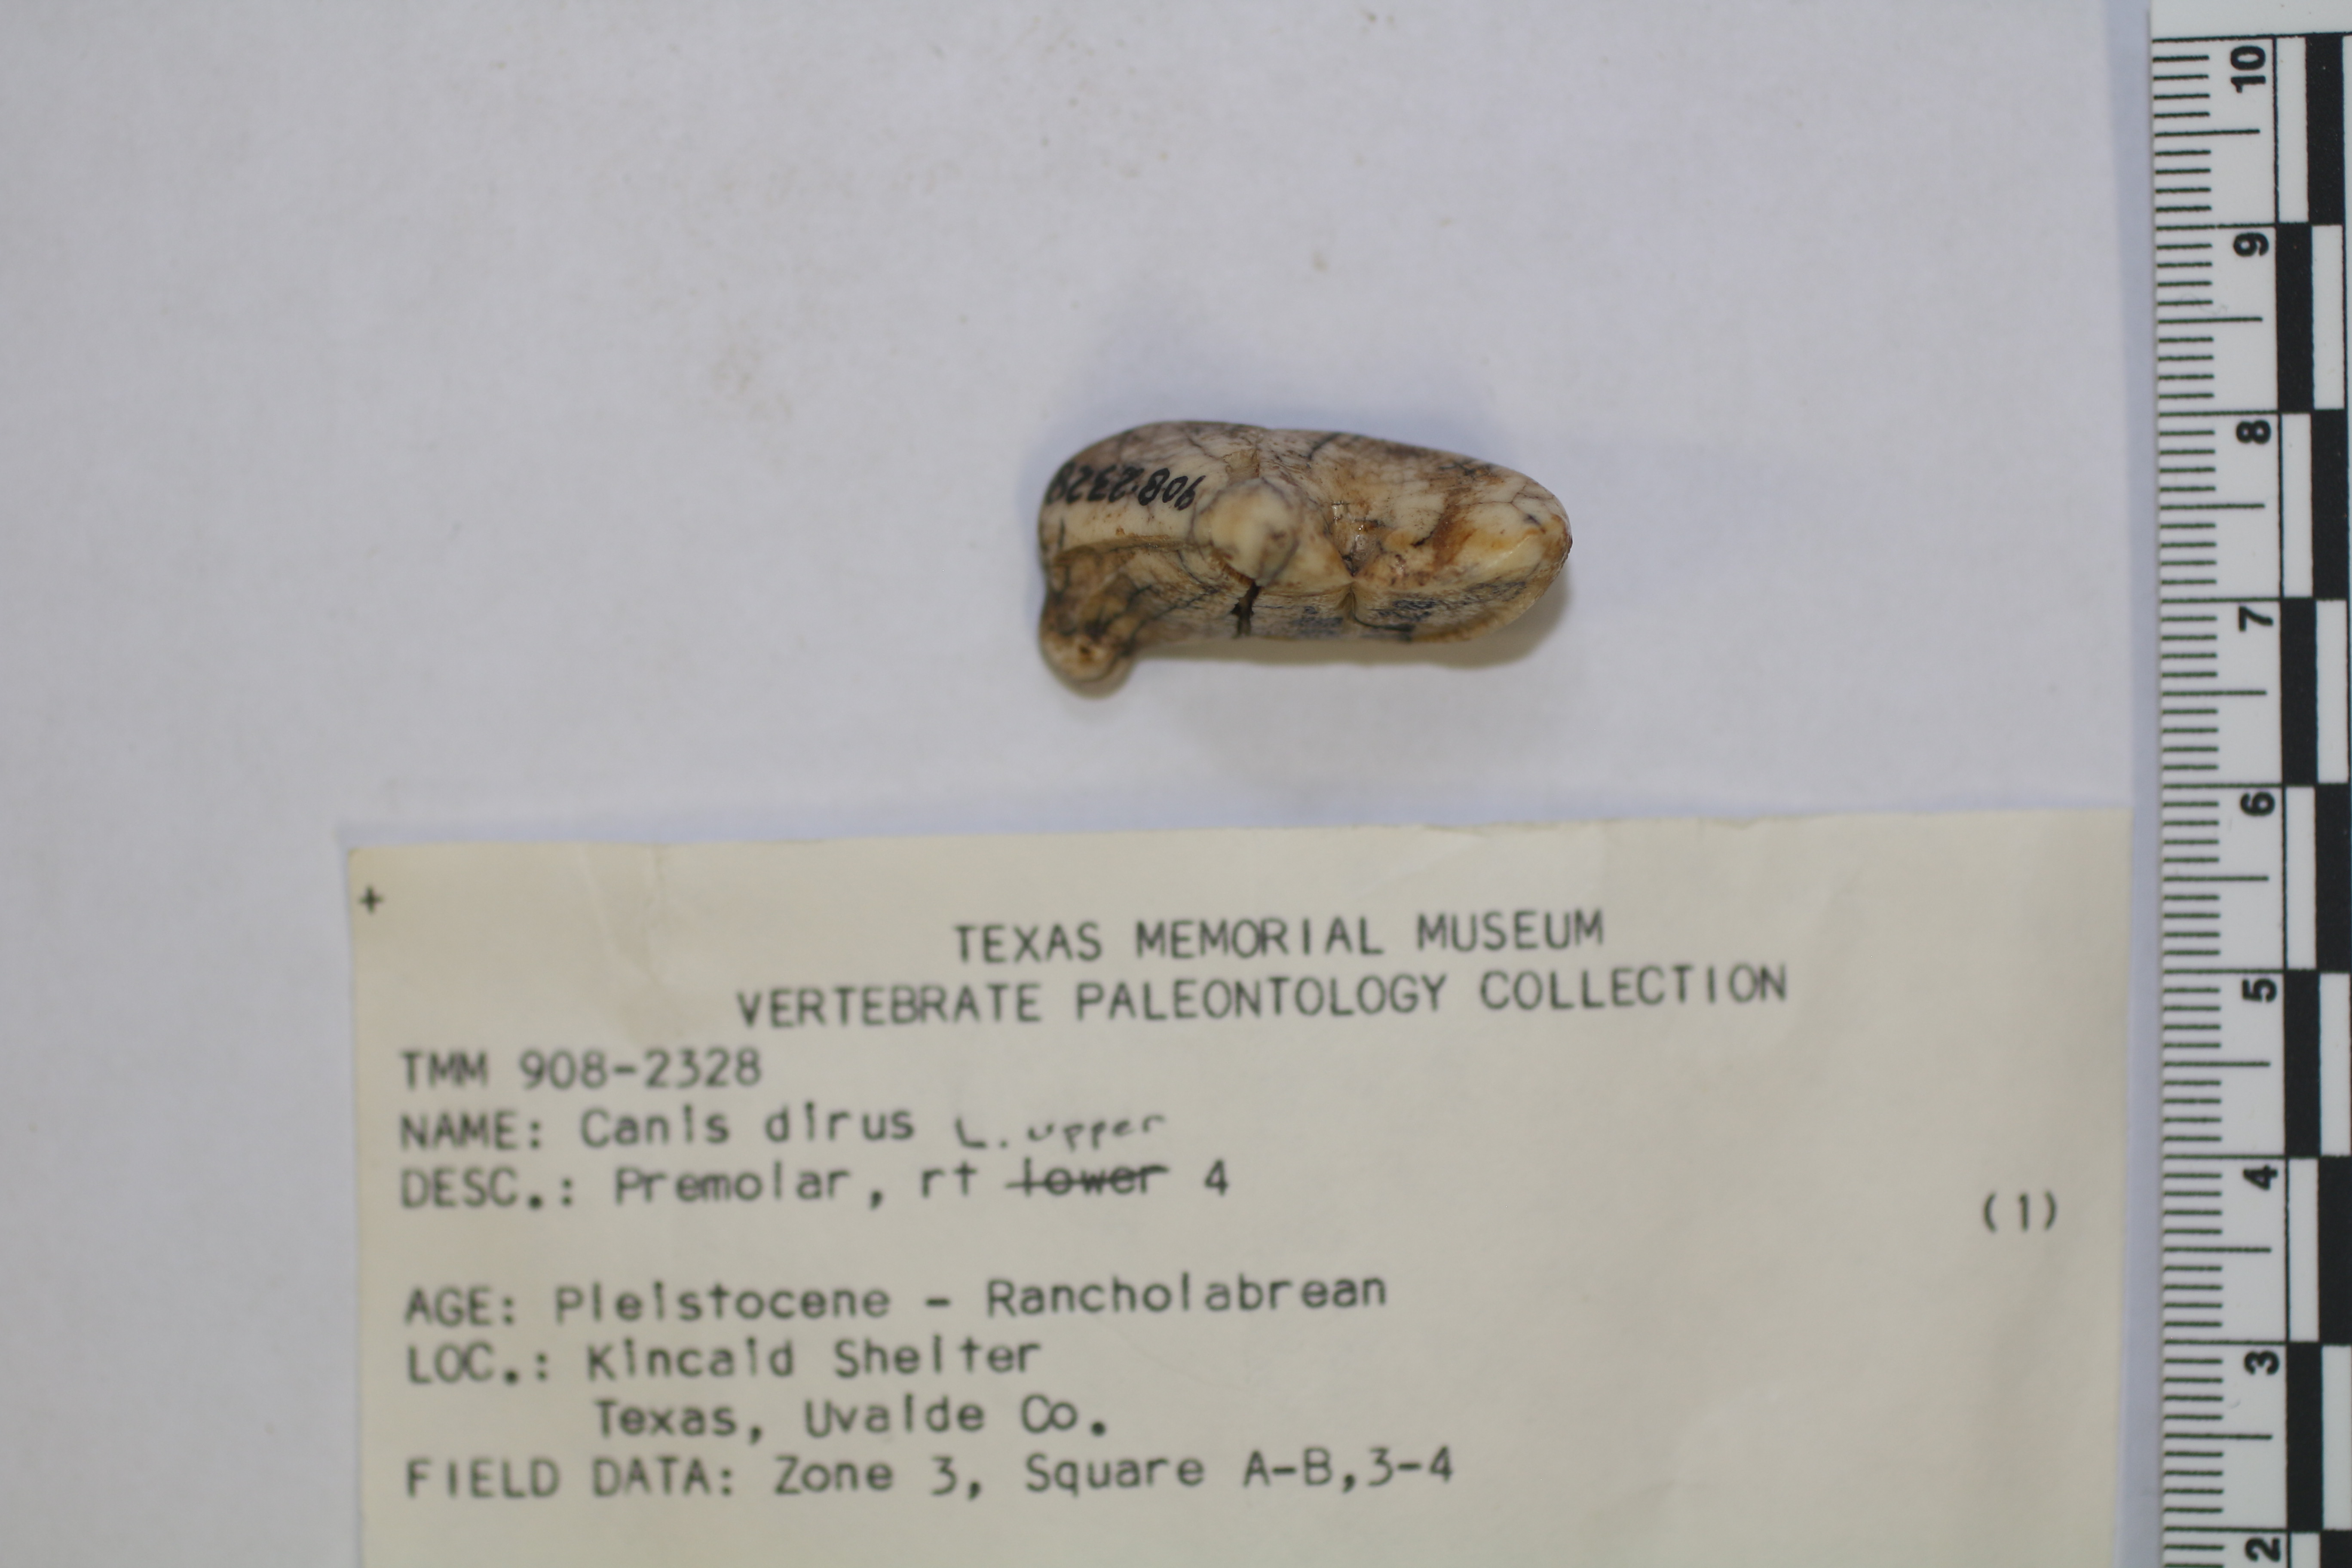 10
9
8
7
6
5
4
3
2
908-2328
+
TEXAS MEMORIAL MUSEUM
VERTEBRATE PALEONTOLOGY COLLECTION
TMM 908-2328
NAME: Canis dirus L. upper
DESC.: Premolar, rt lower 4
(1)
AGE: Pleistocene - Rancholabrean
LOC.: Kincaid Shelter
Texas, Uvalde Co.
FIELD DATA: Zone 3, Square A-B,3-4